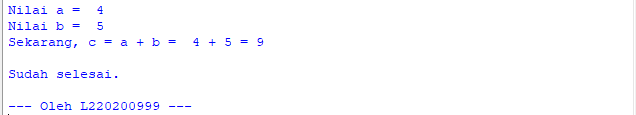 Nilai a =  4
Nilai b =  5
Sekarang, c = a + b =  4 + 5 = 9
Sudah selesai.
--- Oleh L220200999 ---